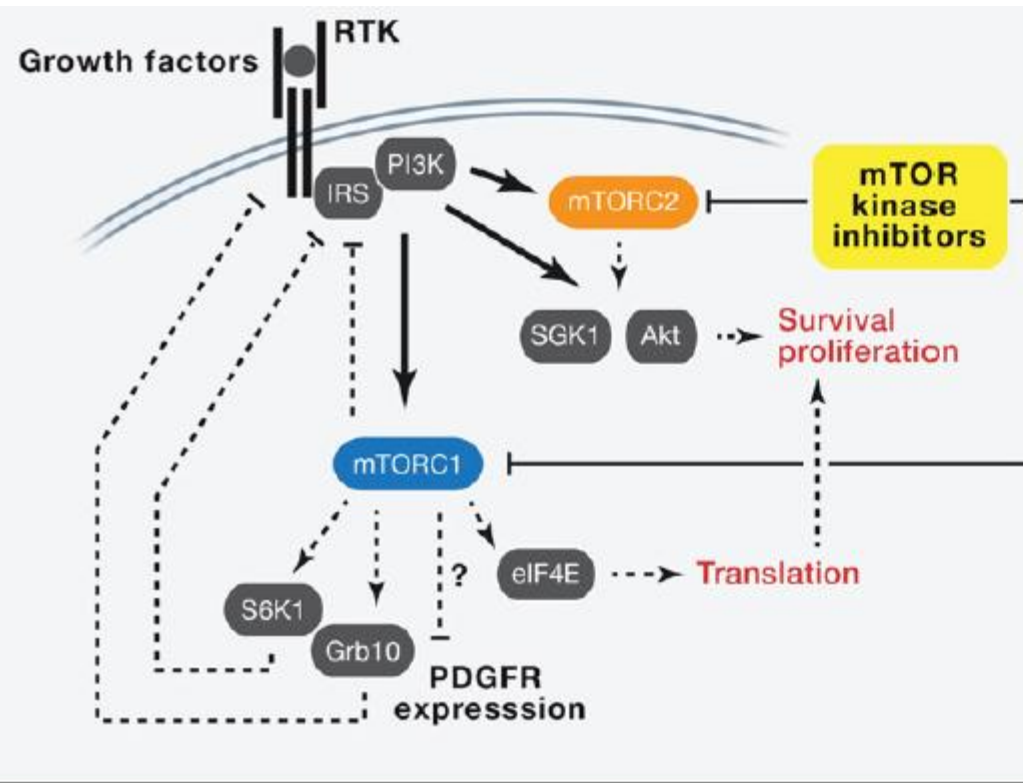 RTK
Growth factors
PI3K
IRS
mTORC2
mTOR
kinase
inhibitors
SGK1
Akt
Survival
proliferation
mTORC1
?
eIF4E
Translation
S6K1
Grb10
PDGFR
expresssion